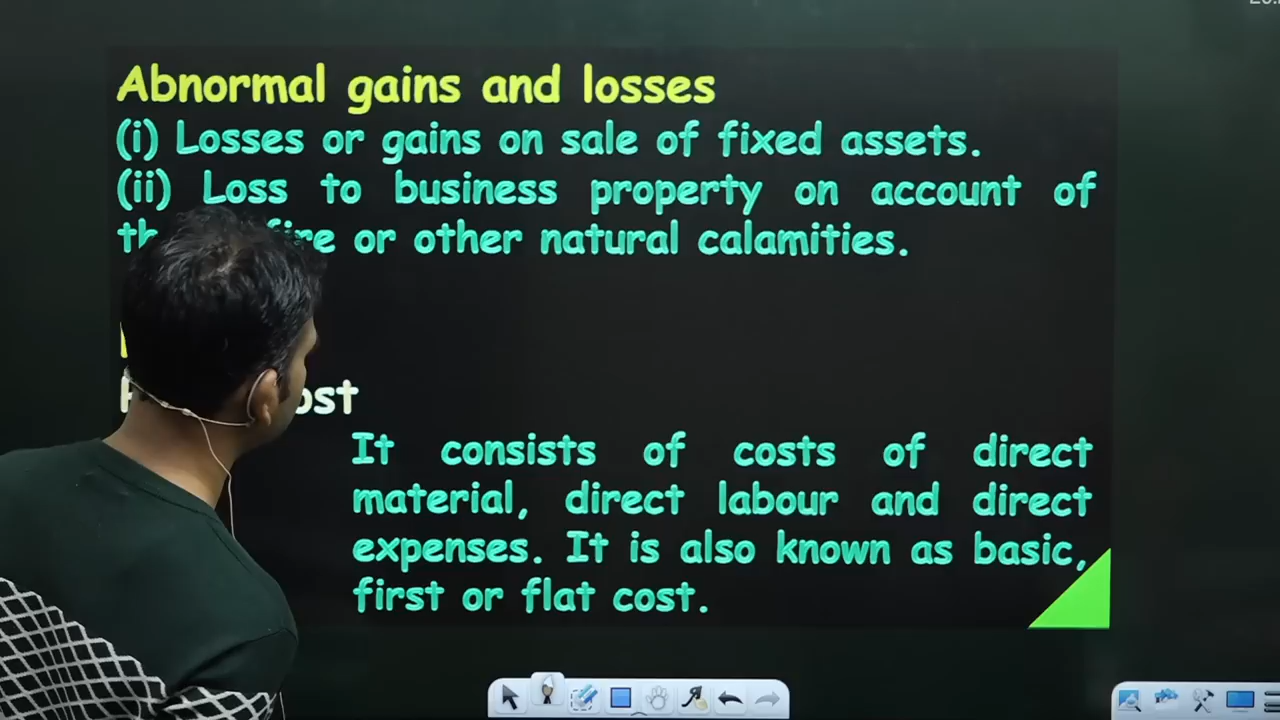 Abnormal gains and losses
(i) Losses or gains on sale of fixed assets.
(ii) Loss to business property on account of
or other natural calamities.
It consists of costs of direct
material, direct labour and direct
expenses. It is also known as basic,
first or flat cost.